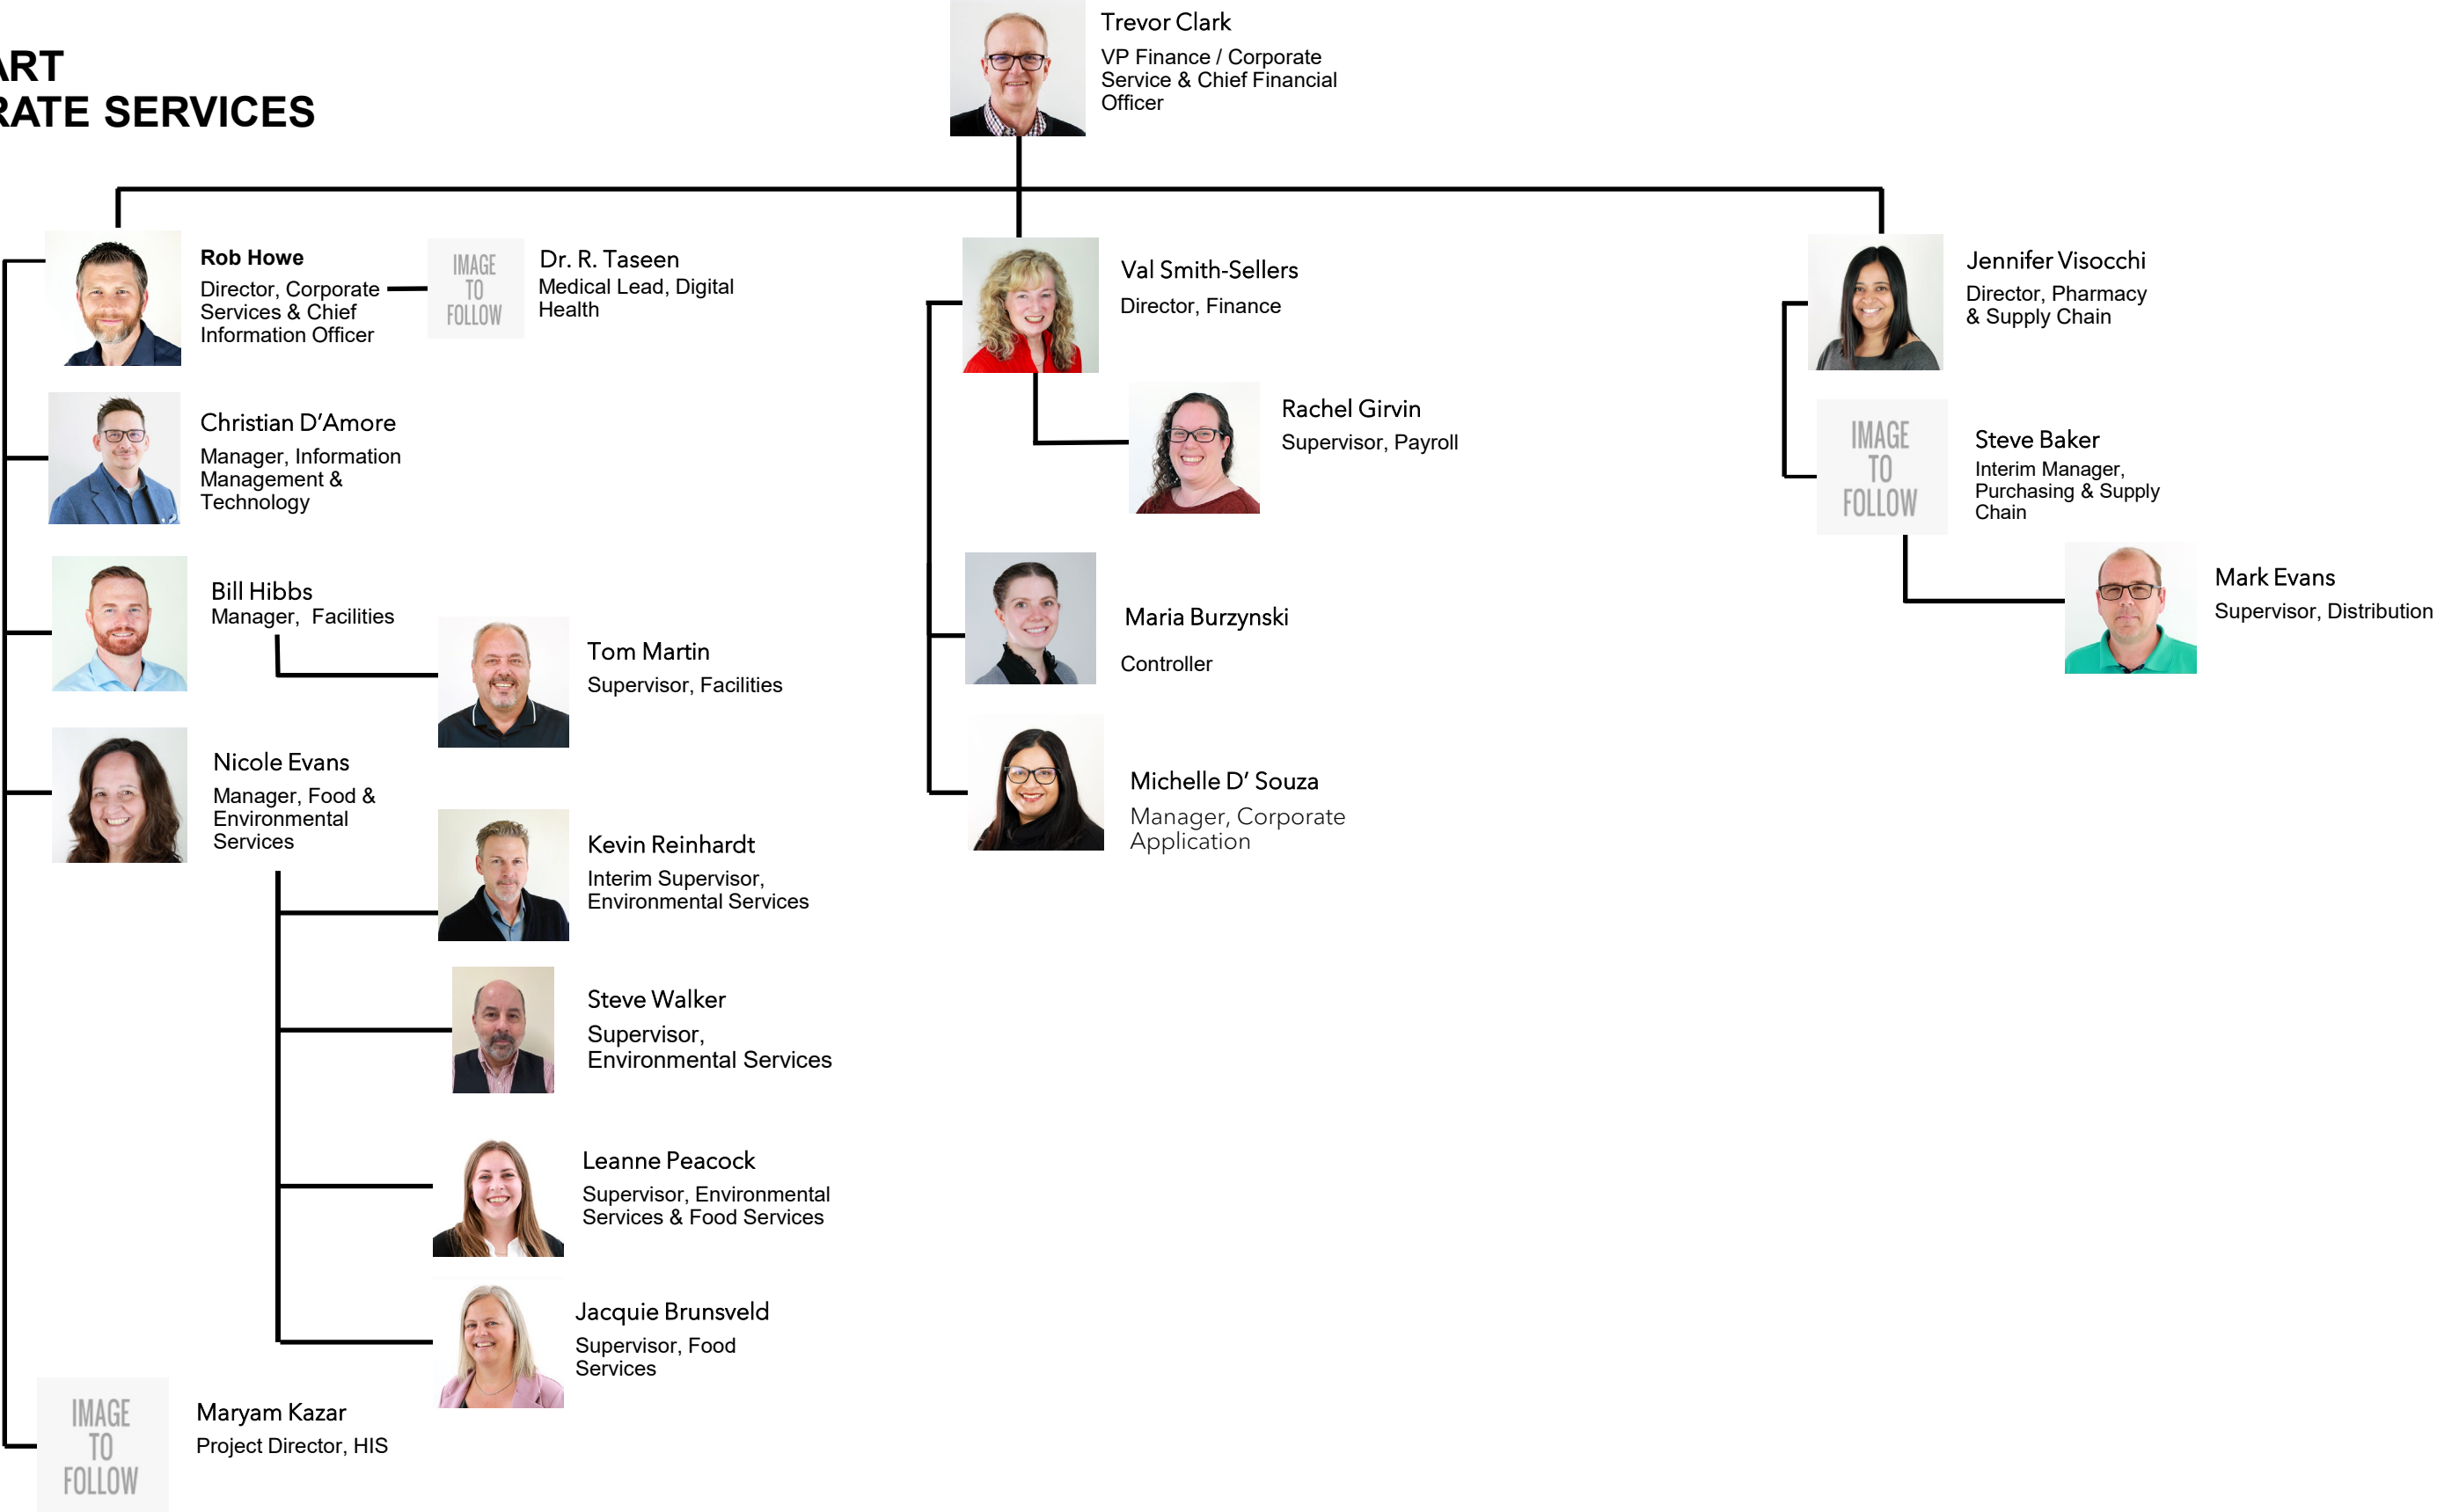 ART
RATE SERVICES
Trevor Clark
VP Finance / Corporate
Service & Chief Financial
Officer
Rob Howe
Director, Corporate
Services & Chief
Information Officer
IMAGE
TO
FOLLOW
Dr. R. Taseen
Medical Lead, Digital
Health
Christian D’Amore
Manager, Information
Management &
Technology
Bill Hibbs
Manager,  Facilities
Tom Martin
Supervisor, Facilities
Nicole Evans
Manager, Food &
Environmental
Services
Kevin Reinhardt
Interim Supervisor,
Environmental Services
Steve Walker
Supervisor,
Environmental Services
Leanne Peacock
Supervisor, Environmental
Services & Food Services
Jacquie Brunsveld
Supervisor, Food
Services
IMAGE
TO
FOLLOW
Maryam Kazar
Project Director, HIS
Val Smith-Sellers
Director, Finance
Rachel Girvin
Supervisor, Payroll
Maria Burzynski
Controller
Michelle D’ Souza
Manager, Corporate
Application
Jennifer Visocchi
Director, Pharmacy
& Supply Chain
IMAGE
TO
FOLLOW
Steve Baker
Interim Manager,
Purchasing & Supply
Chain
Mark Evans
Supervisor, Distribution